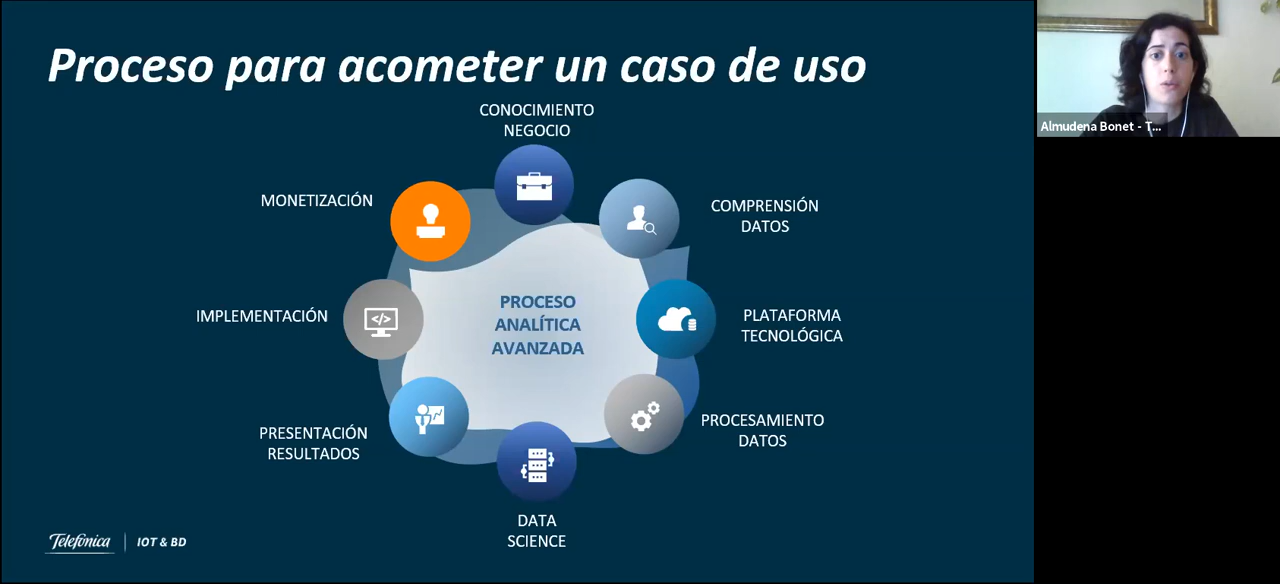 Proceso para acometer un caso de uso
CONOCIMIENTO
NEGOCIO
COMPRENSIÓN
DATOS
PLATAFORMA
TECNOLÓGICA
PROCESAMIENTO
DATOS
DATA
SCIENCE
PRESENTACIÓN
RESULTADOS
IMPLEMENTACIÓN
MONETIZACIÓN
PROCESO
ANALÍTICA
AVANZADA
Telefónica
IOT & BD
Almudena Bonet - T...